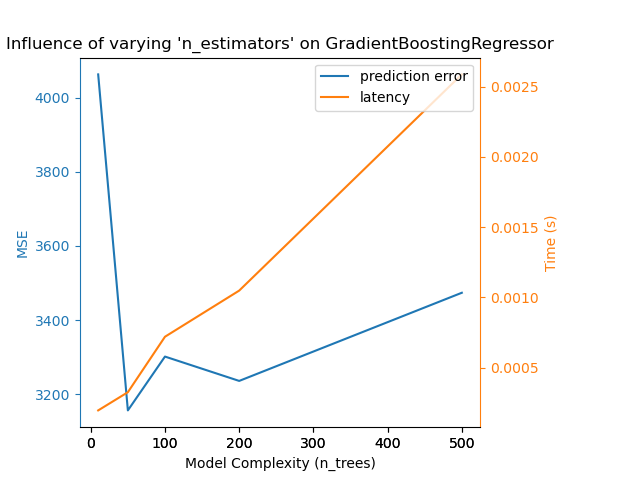 Influence of varying 'n_estimators' on GradientBoostingRegressor
prediction error
latency
4000
3800
3600
3400
3200
MSE
0.0025
0.0020
0.0015
0.0010
0.0005
Time (s)
0 100 200 300 400 500
Model Complexity (n_trees)